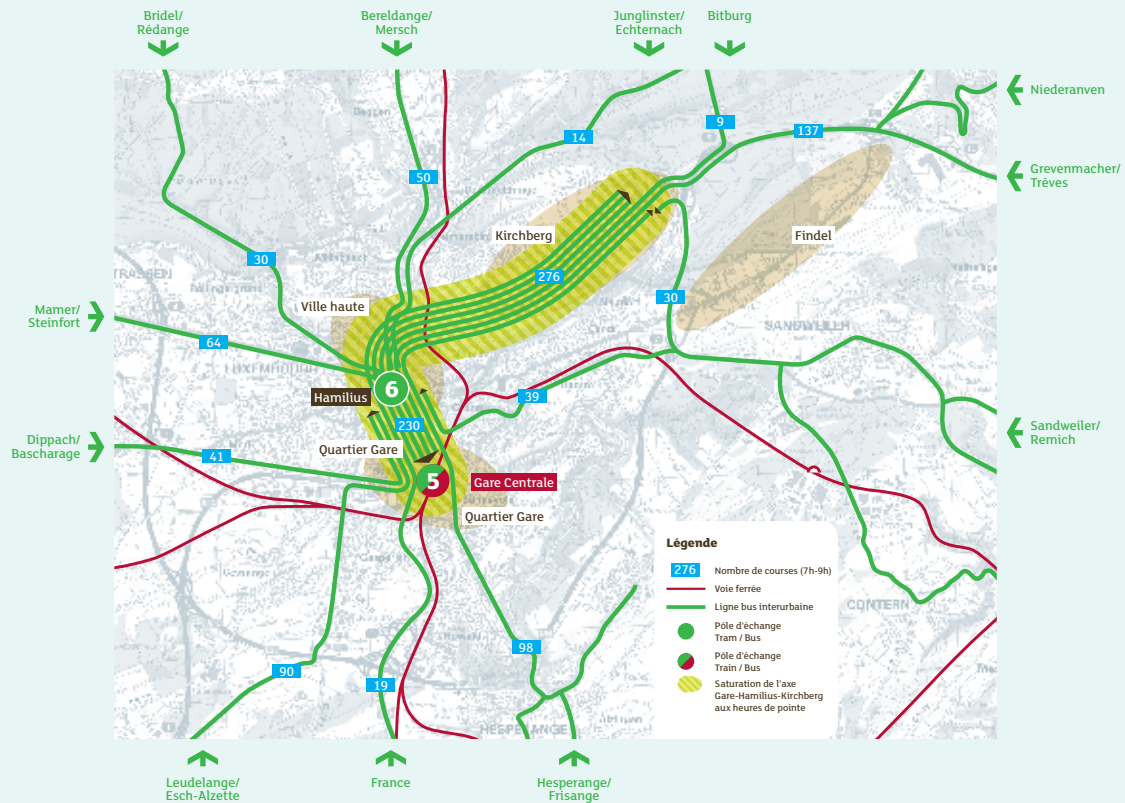 Bridel/
Rédange
Bereldange/
Mersch
Junglinster/
Echternach
Bitburg
Niederanven
Grevenmacher/
Trèves
Mamer/
Steinfort
Dippach/
Bascharage
Sandweiler/
Remich
Leudelange/
Esch-Alzette
France
Hesperange/
Frisange
9
137
14
50
Kirchberg
Findel
30
276
30
Ville haute
SANDWEILER
64
6
Hamilius
39
230
Quartier Gare
41
5
Gare Centrale
Quartier Gare
CONTERN
98
90
19
HESPERANGE
Légende
276 Nombre de courses (7h-9h)
Voie ferrée
Ligne bus interurbaine
Pôle d'échange
Tram / Bus
Pôle d'échange
Train / Bus
Saturation de l'axe
Gare-Hamilius-Kirchberg
aux heures de pointe